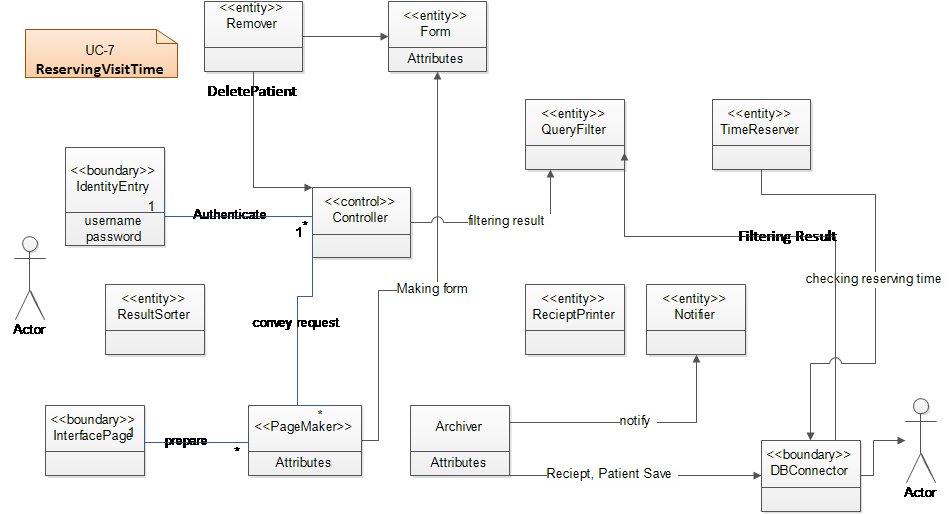 <<entity>>
Remover
<<entity>>
Form
Attributes
UC-7
ReservingVisitTime
DeletePatient
<<entity>>
QueryFilter
<<entity>>
TimeReserver
<<boundary>>
IdentityEntry
1
username
password
Authenticate
<<control>>
Controller
*
1
filtering result
Filtering Result
Actor
<<entity>>
ResultSorter
convey request
Making form
<<entity>>
RecieptPrinter
<<entity>>
Notifier
checking reserving time
<<boundary>>
InterfacePage
1
prepare
*
*
<<PageMaker>>
Attributes
Archiver
Attributes
notify
Reciept, Patient Save
<<boundary>>
DBConnector
Actor